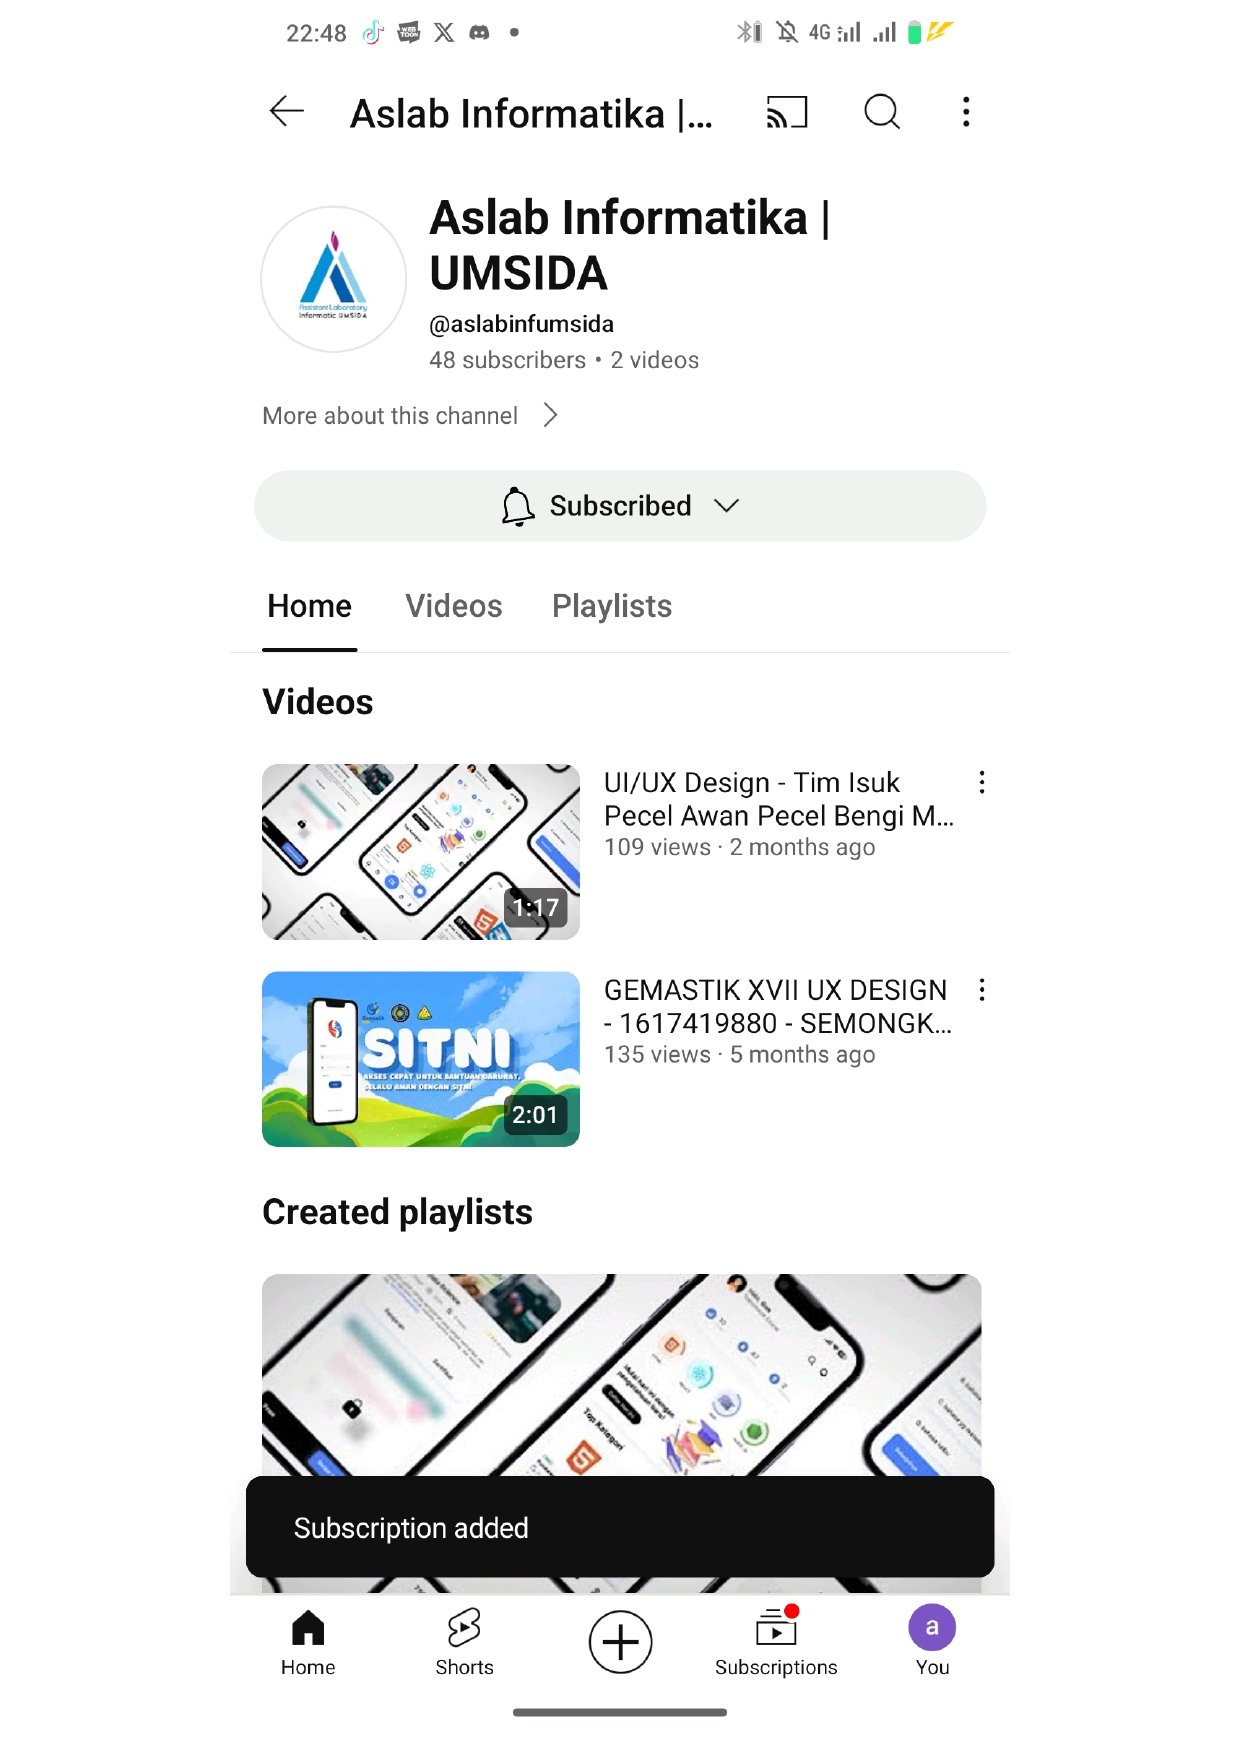 22:48
4G
Aslab Informatika |...
Aslab Informatika |
UMSIDA
Assistant Laboratory
Informatic UMSIDA
@aslabinfumsida
48 subscribers • 2 videos
More about this channel
Subscribed
Home Videos Playlists
Videos
UI/UX Design - Tim Isuk
Pecel Awan Pecel Bengi M...
109 views · 2 months ago
1:17
GEMASTIK XVII UX DESIGN
- 1617419880 - SEMONGK...
135 views · 5 months ago
SITNI
AKSES CEPAT UNTUK BANTUAN DARURAT,
SELALU AMAN DENGAN SITNI
2:01
Created playlists
Top Kategori
Subscription added
a
Home Shorts Subscriptions You